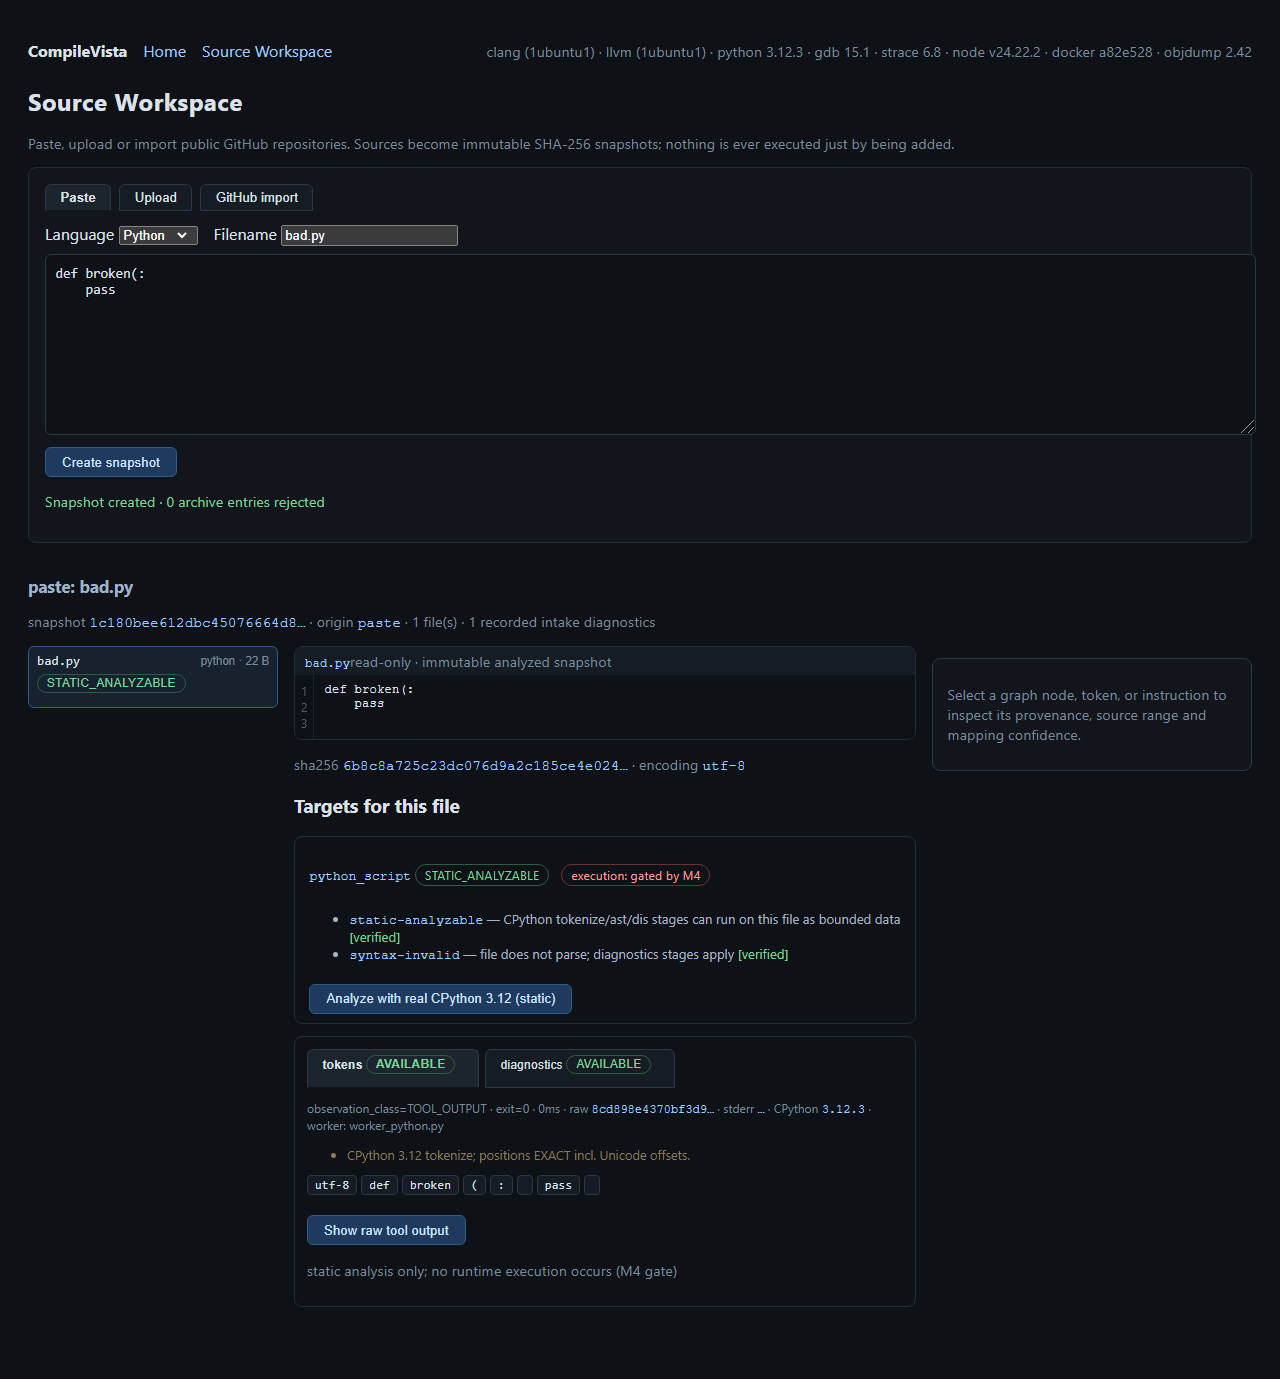 CompileVista Home Source Workspace clang (1ubuntu1) · llvm (1ubuntu1) · python 3.12.3 · gdb 15.1 · strace 6.8 · node v24.22.2 · docker a82e528 · objdump 2.42
Source Workspace
Paste, upload or import public GitHub repositories. Sources become immutable SHA-256 snapshots; nothing is ever executed just by being added.
Paste Upload GitHub import
Language Python Filename bad.py
def broken(:
    pass
Create snapshot
Snapshot created · 0 archive entries rejected
paste: bad.py
snapshot 1c180bee612dbc45076664d8… · origin paste · 1 file(s) · 1 recorded intake diagnostics
bad.py python · 22 B
STATIC_ANALYZABLE
bad.pyread-only · immutable analyzed snapshot
1 def broken(:
2     pass
3
sha256 6b8c8a725c23dc076d9a2c185ce4e024… · encoding utf-8
Targets for this file
python_script STATIC_ANALYZABLE execution: gated by M4
• static-analyzable — CPython tokenize/ast/dis stages can run on this file as bounded data
[verified]
• syntax-invalid — file does not parse; diagnostics stages apply [verified]
Analyze with real CPython 3.12 (static)
tokens AVAILABLE diagnostics AVAILABLE
observation_class=TOOL_OUTPUT · exit=0 · 0ms · raw 8cd898e4370bf3d9… · stderr … · CPython 3.12.3 ·
worker: worker_python.py
• CPython 3.12 tokenize; positions EXACT incl. Unicode offsets.
utf-8 def broken ( : pass
Show raw tool output
static analysis only; no runtime execution occurs (M4 gate)
Select a graph node, token, or instruction to
inspect its provenance, source range and
mapping confidence.